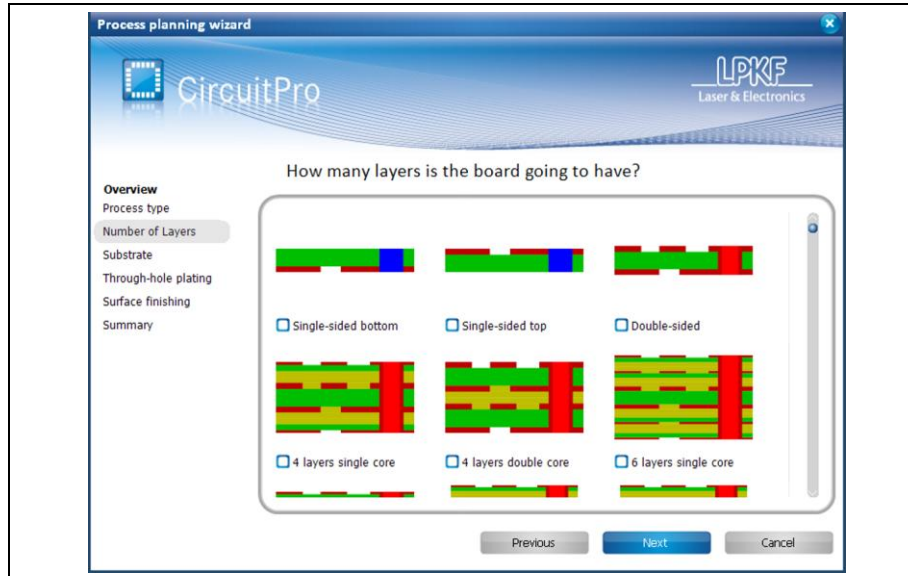 Process planning wizard
CircuitPro
LPKF
Laser & Electronics
How many layers is the board going to have?
Overview
Process type
Number of Layers
Substrate
Through-hole plating
Surface finishing
Summary
Single-sided bottom
Single-sided top
Double-sided
4 layers single core
4 layers double core
6 layers single core
Previous
Next
Cancel